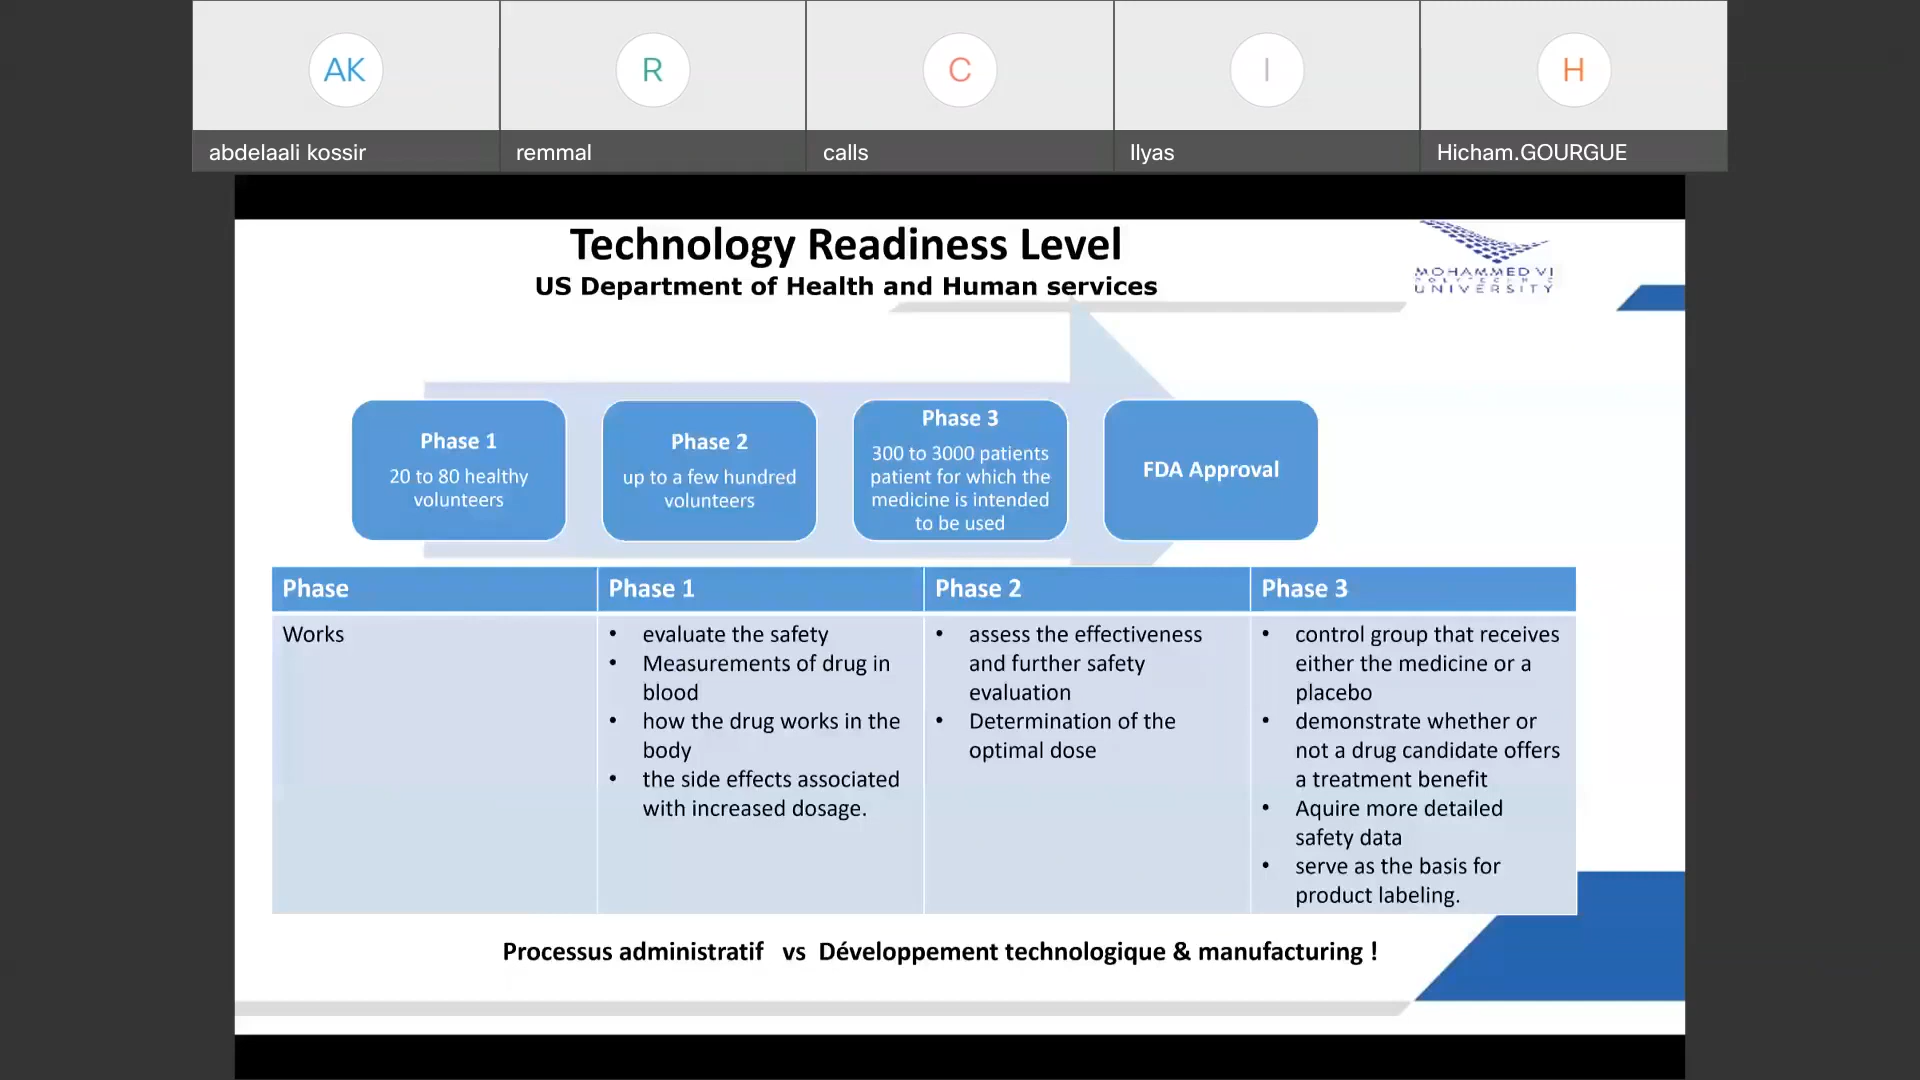 AK
R
C
I
H
abdelaali kossir
remmal
calls
Ilyas
Hicham.GOURGUE
Technology Readiness Level
US Department of Health and Human services
MOHAMMED VI
POLYTECHNIC
UNIVERSITY
Phase 1
20 to 80 healthy
volunteers
Phase 2
up to a few hundred
volunteers
Phase 3
300 to 3000 patients
patient for which the
medicine is intended
to be used
FDA Approval
Phase
Phase 1
Phase 2
Phase 3
Works
• evaluate the safety
• Measurements of drug in
blood
• how the drug works in the
body
• the side effects associated
with increased dosage.
• assess the effectiveness
and further safety
evaluation
• Determination of the
optimal dose
• control group that receives
either the medicine or a
placebo
• demonstrate whether or
not a drug candidate offers
a treatment benefit
• Aquire more detailed
safety data
• serve as the basis for
product labeling.
Processus administratif vs Développement technologique & manufacturing !